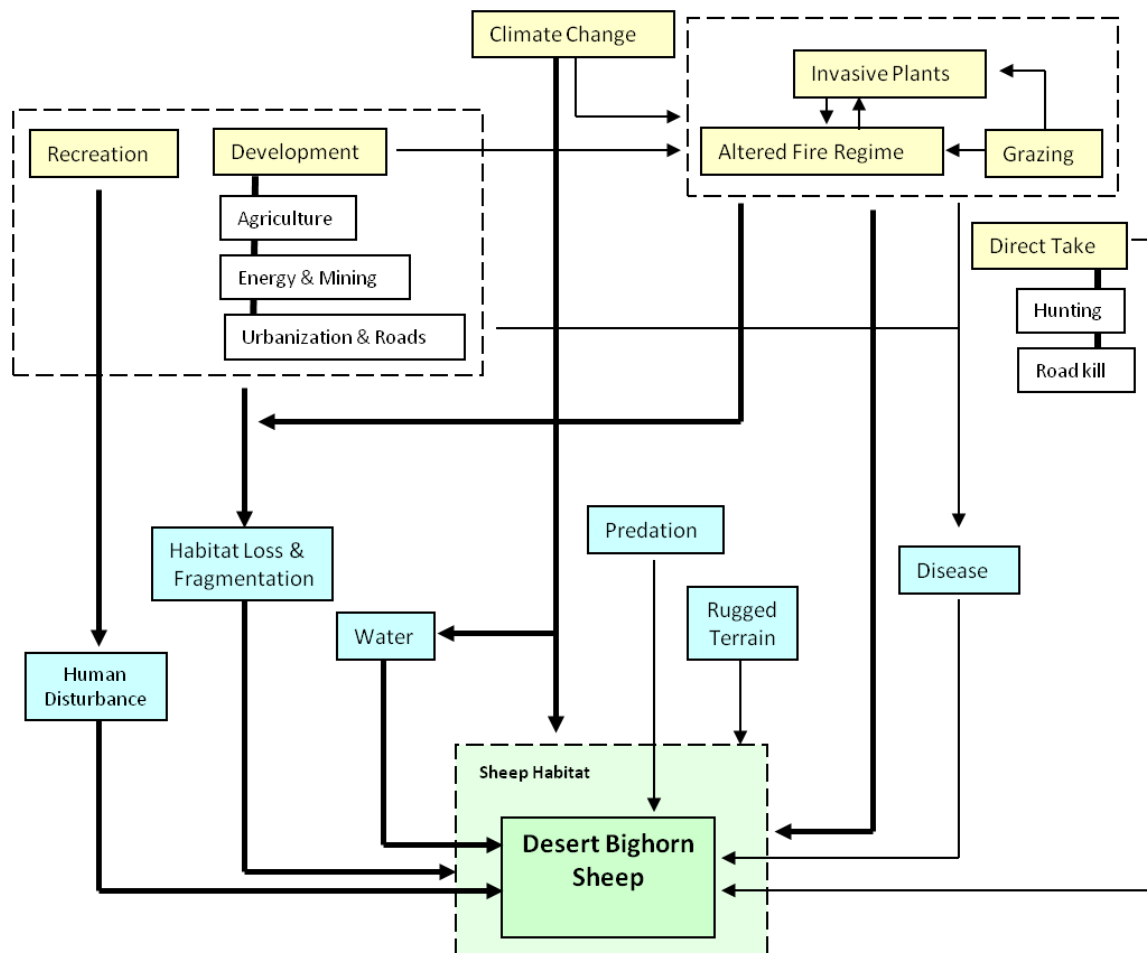 Climate Change
Invasive Plants
Recreation
Development
Altered Fire Regime
Grazing
Agriculture
Direct Take
Energy & Mining
Hunting
Urbanization & Roads
Road kill
Predation
Habitat Loss &
Fragmentation
Disease
Rugged
Terrain
Water
Human
Disturbance
Sheep Habitat
Desert Bighorn
Sheep